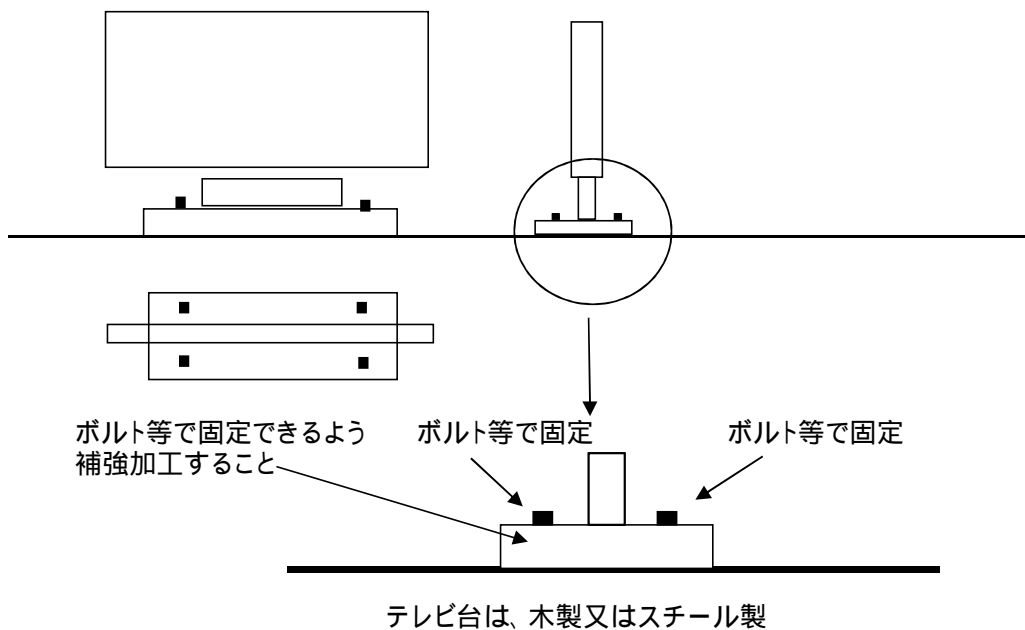 ボルト等で固定できるよう
補強加工すること
ボルト等で固定
ボルト等で固定
テレビ台は、木製又はスチール製